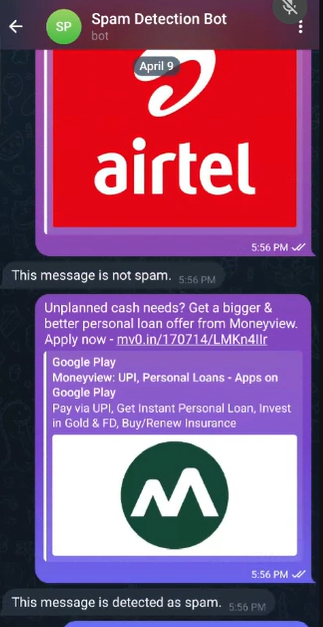 SP
Spam Detection Bot
bot
April 9
airtel
5:56 PM
This message is not spam. 5:56 PM
Unplanned cash needs? Get a bigger &
better personal loan offer from Moneyview.
Apply now - mv0.in/170714/LMKn4lIr
Google Play
Moneyview: UPI, Personal Loans - Apps on
Google Play
Pay via UPI, Get Instant Personal Loan, Invest
in Gold & FD, Buy/Renew Insurance
5:56 PM
This message is detected as spam. 5:56 PM